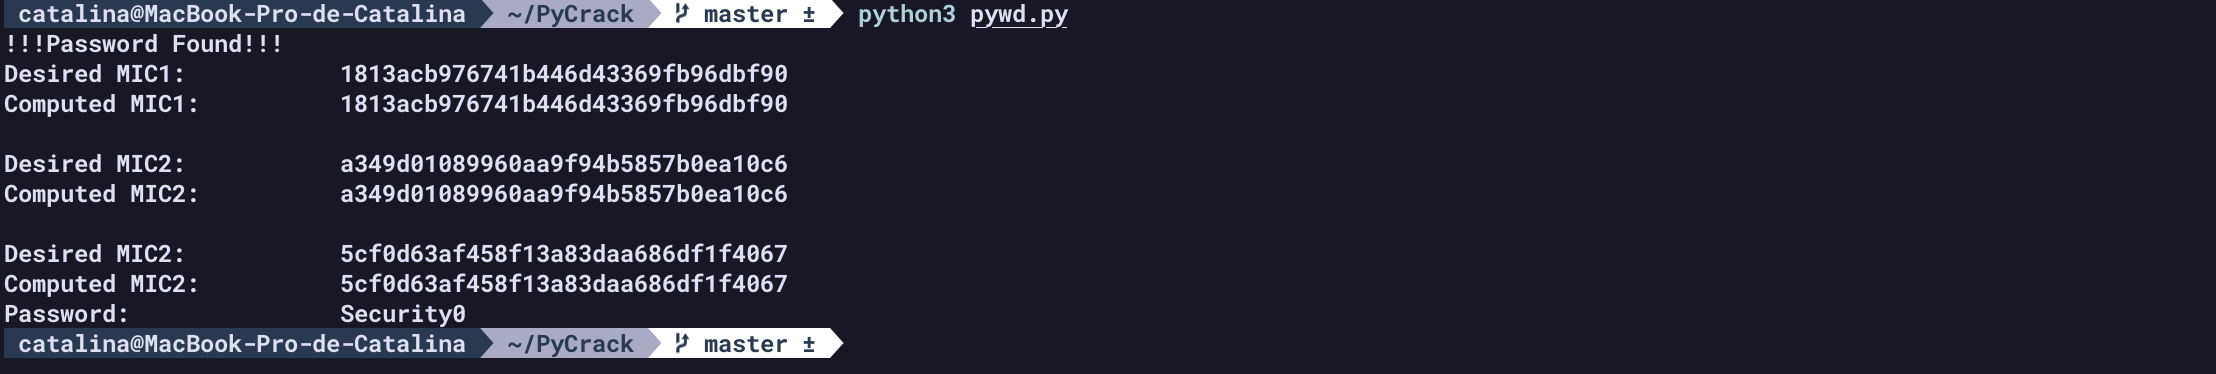 catalina@MacBook-Pro-de-Catalina ~/PyCrack master ± python3 pywd.py
!!!Password Found!!!
Desired MIC1: 1813acb976741b446d43369fb96dbf90
Computed MIC1: 1813acb976741b446d43369fb96dbf90
Desired MIC2: a349d01089960aa9f94b5857b0ea10c6
Computed MIC2: a349d01089960aa9f94b5857b0ea10c6
Desired MIC2: 5cf0d63af458f13a83daa686df1f4067
Computed MIC2: 5cf0d63af458f13a83daa686df1f4067
Password: Security0
catalina@MacBook-Pro-de-Catalina ~/PyCrack master ±